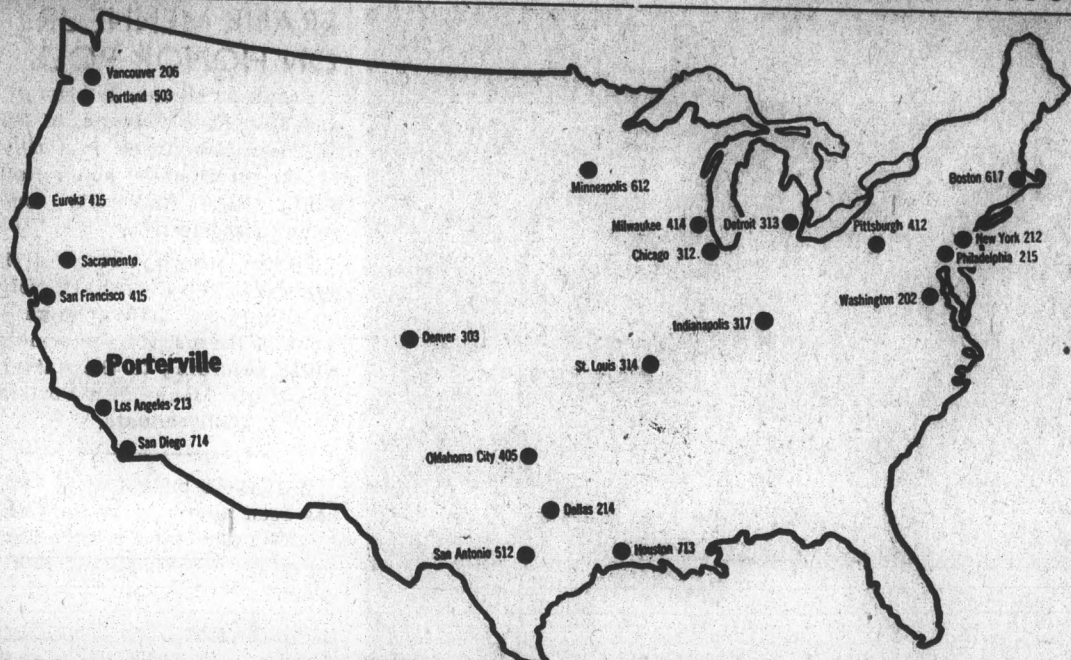 Vancouver 206
Portland 503
Minneapolis 612
Boston 617
Eureka 415
Milwaukee 414
Detroit 313
Pittsburgh 412
New York 212
Chicago 312.
Philadelphia 215
Sacramento.
San Francisco 415
Washington 202
Indianapolis 317
Denver 303
St. Louis 314
Porterville
Los Angeles 213
San Diego 714
Oklahoma City 405
Dallas 214
San Antonio 512
Houston 713